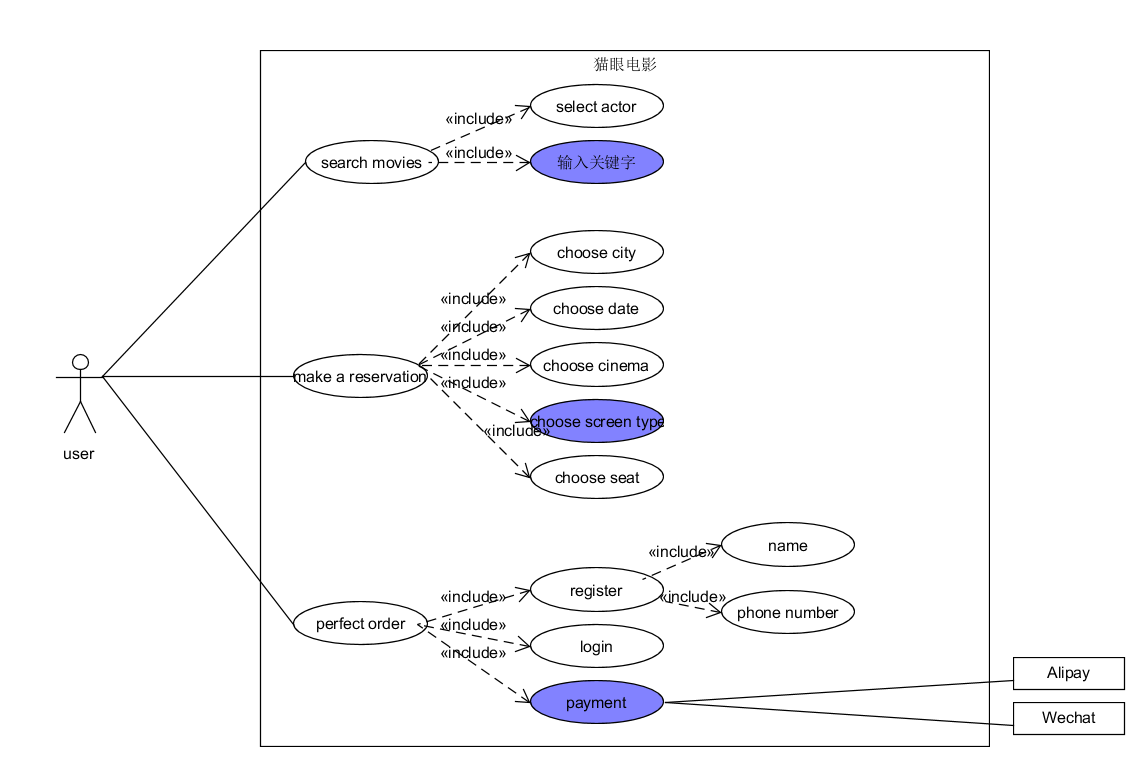 猫眼电影
select actor
«include»
search movies
«include»
输入关键字
choose city
«include»
choose date
«include»
«include»
choose cinema
make a reservation
«include»
choose screen type
«include»
choose seat
user
name
«include»
register
«include»
«include»
phone number
perfect order
«include»
login
«include»
payment
Alipay
Wechat